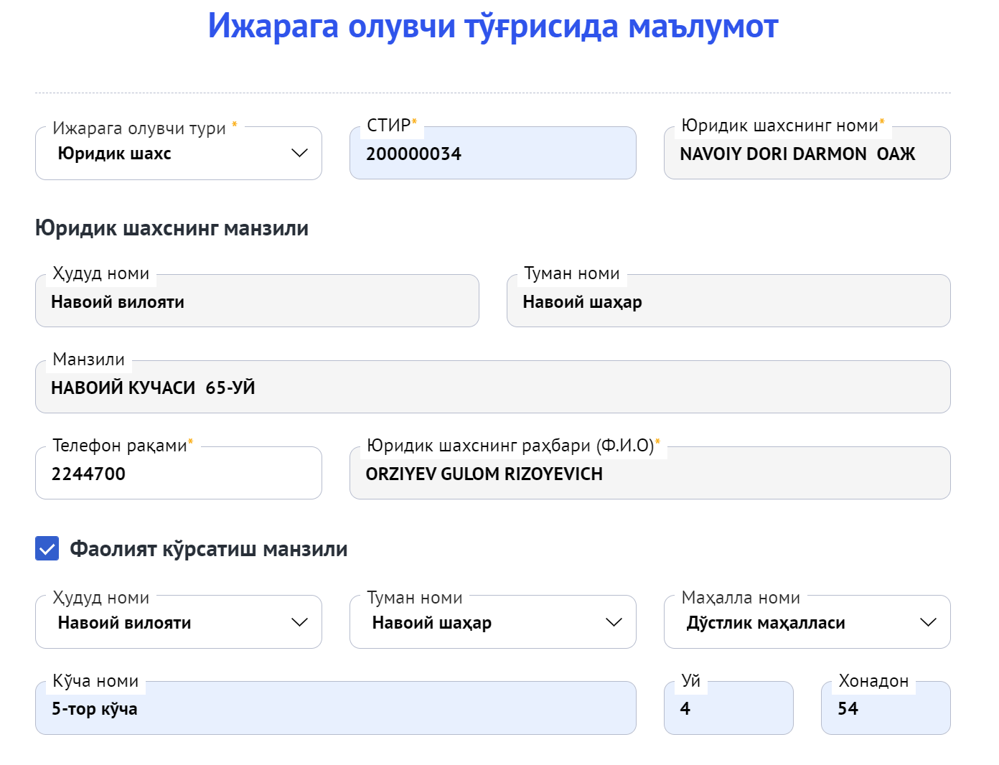 Ижарага олувчи тўғрисида маълумот
Ижарага олувчи тури *
Юридик шахс
СТИР*
200000034
Юридик шахснинг номи*
NAVOIY DORI DARMON  ОАЖ
Юридик шахснинг манзили
Ҳудуд номи
Навоий вилояти
Туман номи
Навоий шаҳар
Манзили
НАВОИЙ КУЧАСИ  65-УЙ
Телефон рақами*
2244700
Юридик шахснинг раҳбари (Ф.И.О)*
ORZIYEV GULOM RIZOYEVICH
Фаолият кўрсатиш манзили
Ҳудуд номи
Навоий вилояти
Туман номи
Навоий шаҳар
Маҳалла номи
Дўстлик маҳалласи
Кўча номи
5-тор кўча
Уй
4
Хонадон
54